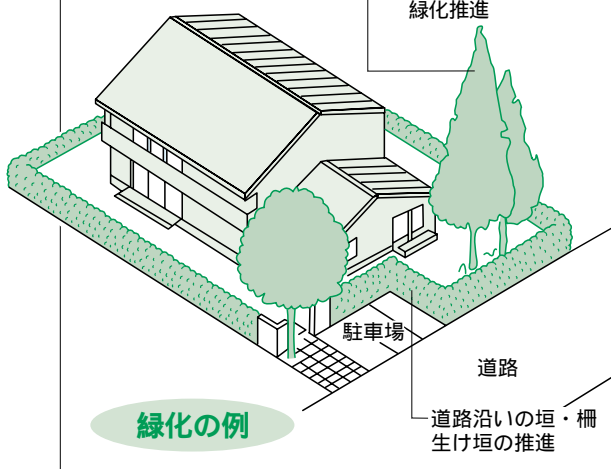 緑化推進
駐車場
道路
緑化の例
道路沿いの垣・柵
生け垣の推進